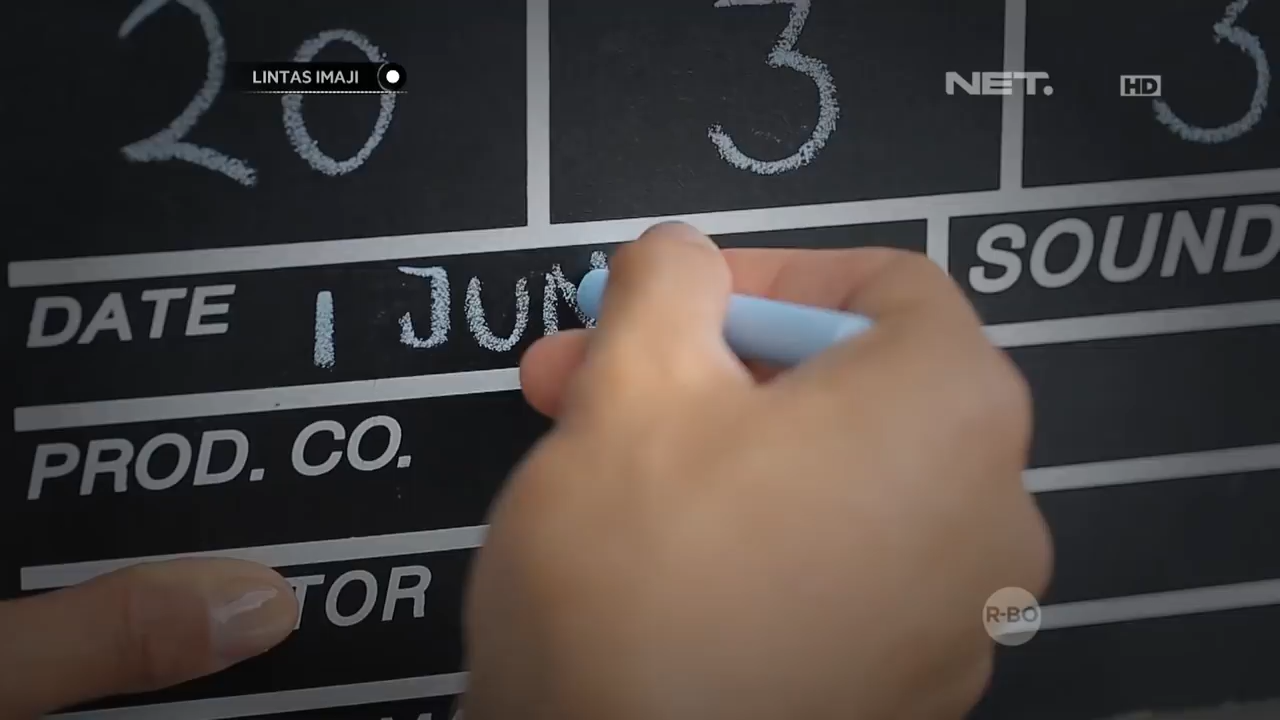 LINTAS IMAJI
NET. HD
20 3 3
DATE 1 JUN
SOUND
PROD. CO.
TOR
R-BO